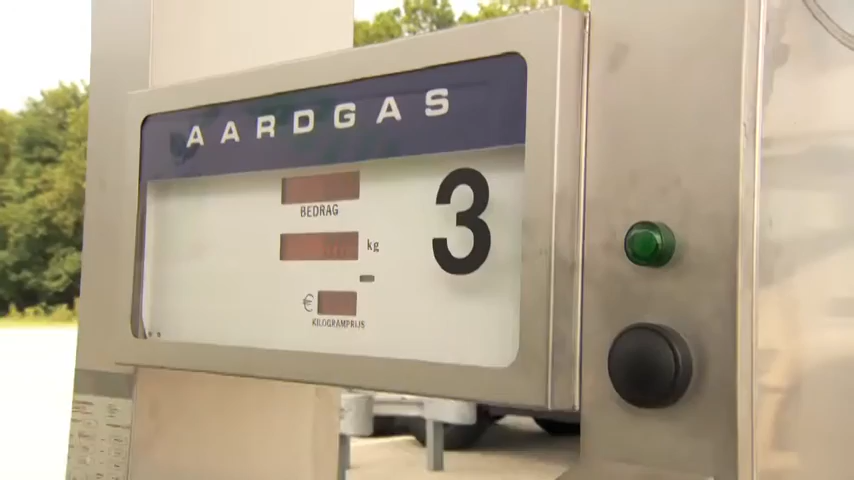 AARDGAS
BEDRAG
kg
3
€
KILOGRAMPRIJS